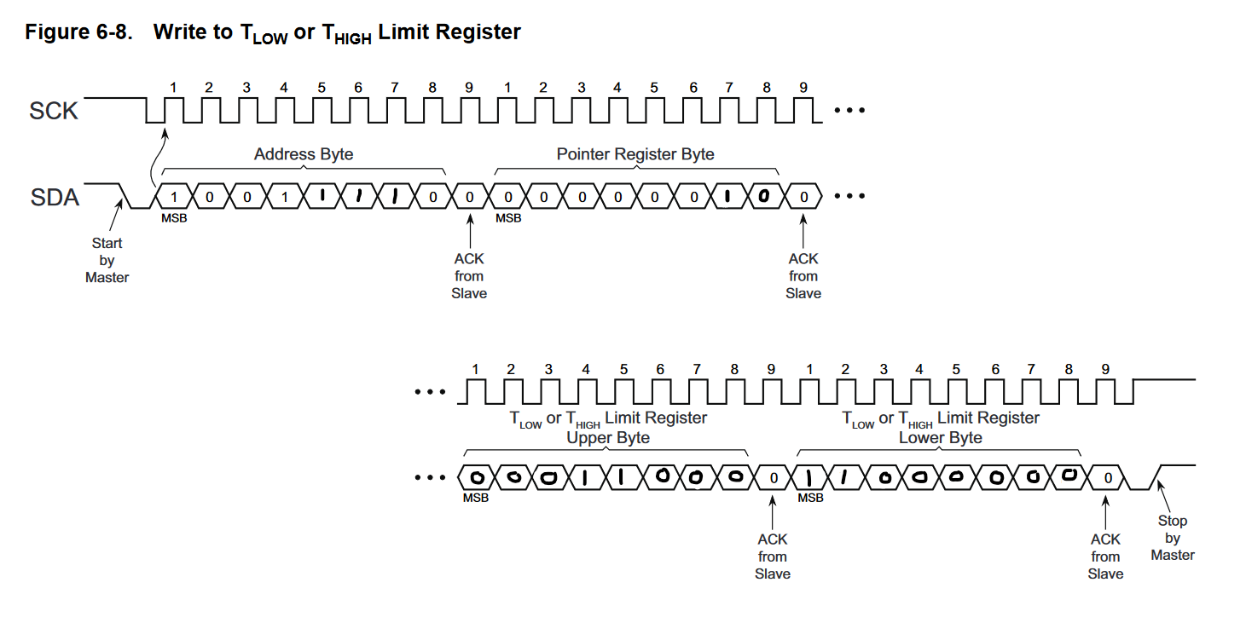 Figure 6-8. Write to TLOW or THIGH Limit Register
1 2 3 4 5 6 7 8 9 1 2 3 4 5 6 7 8 9
SCK •••
Address Byte Pointer Register Byte
SDA 1 0 0 1 1 1 1 0 0 0 0 0 0 0 0 1 0 0 •••
MSB MSB
Start
by
Master
ACK
from
Slave
ACK
from
Slave
1 2 3 4 5 6 7 8 9 1 2 3 4 5 6 7 8 9
•••
TLOW or THIGH Limit Register
Upper Byte
TLOW or THIGH Limit Register
Lower Byte
••• 0 0 0 1 1 0 0 0 0 1 1 0 0 0 0 0 0 0
MSB MSB
ACK
from
Slave
ACK
from
Slave
Stop
by
Master